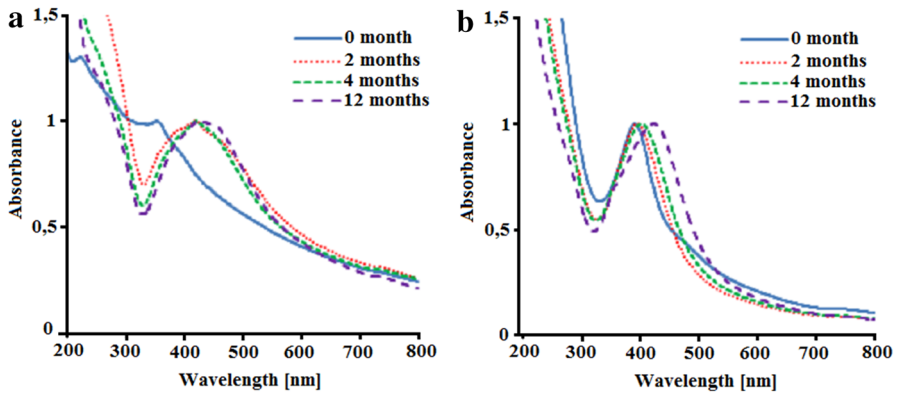 a
1,5
1
0,5
0
200 300 400 500 600 700 800
Absorbance
Wavelength [nm]
0 month
2 months
4 months
12 months
b
1,5
1
0,5
0
200 300 400 500 600 700 800
Absorbance
Wavelength [nm]
0 month
2 months
4 months
12 months